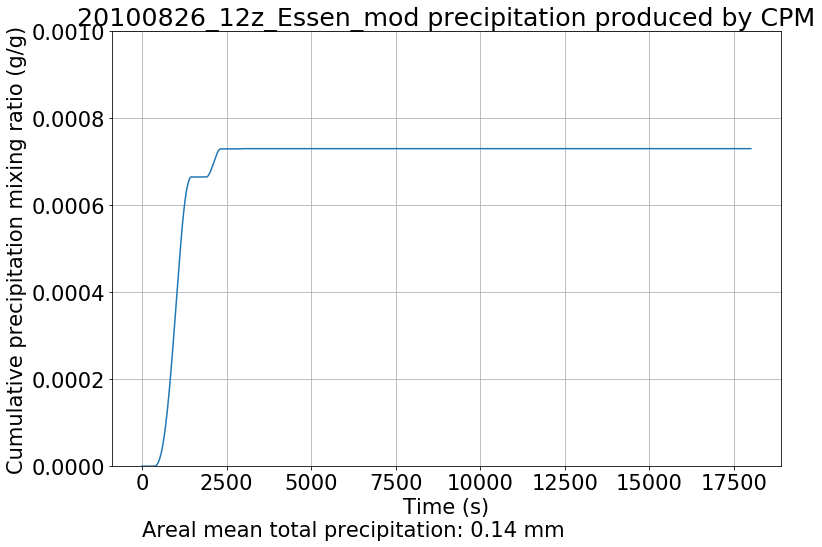 20100826_12z_Essen_mod precipitation produced by CPM
Cumulative precipitation mixing ratio (g/g)
0.0010
0.0008
0.0006
0.0004
0.0002
0.0000
0 2500 5000 7500 10000 12500 15000 17500
Time (s)
Areal mean total precipitation: 0.14 mm